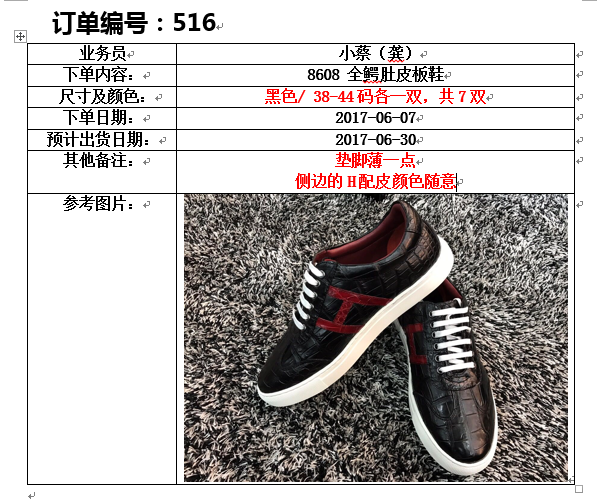 订单编号：516
业务员 小蔡（龚）
下单内容： 8608 全鳄肚皮板鞋
尺寸及颜色： 黑色/ 38-44 码各一双，共 7 双
下单日期： 2017-06-07
预计出货日期： 2017-06-30
其他备注： 垫脚薄一点
侧边的 H 配皮颜色随意
参考图片：